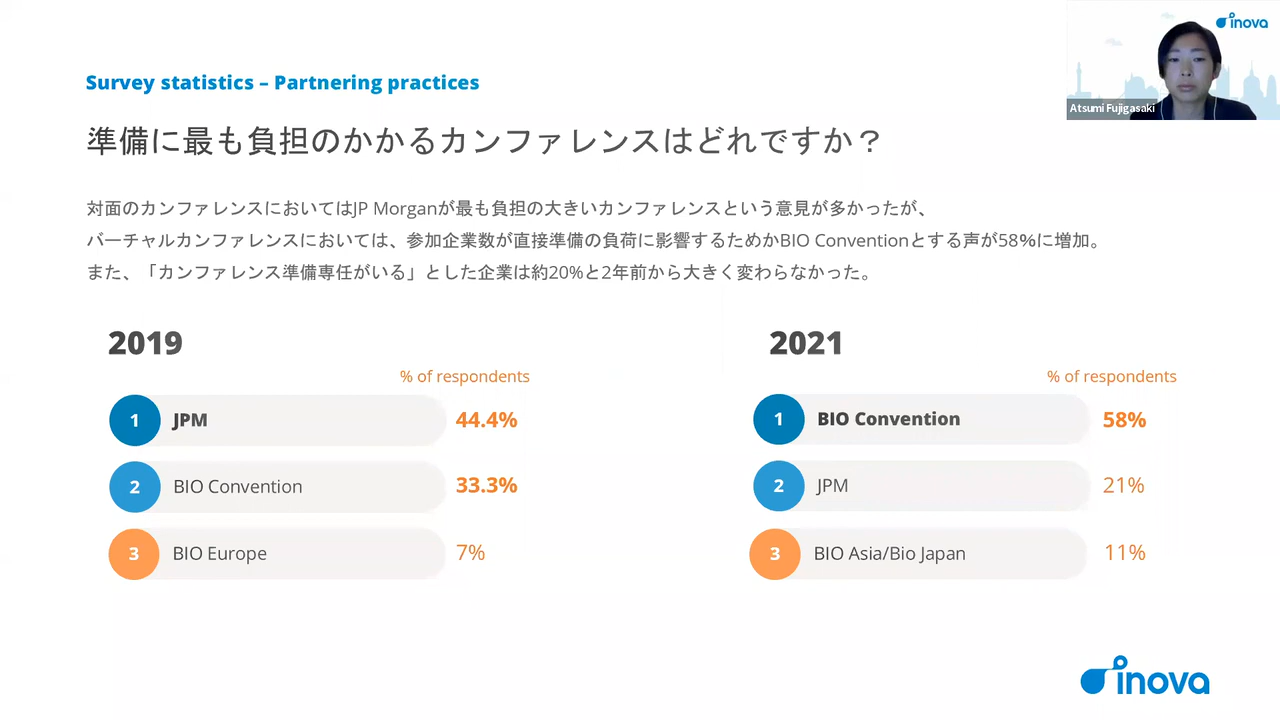 inova
Atsumi Fujigasaki
Survey statistics – Partnering practices
準備に最も負担のかかるカンファレンスはどれですか？
対面のカンファレンスにおいてはJP Morganが最も負担の大きいカンファレンスという意見が多かったが、
バーチャルカンファレンスにおいては、参加企業数が直接準備の負荷に影響するためかBIO Conventionとする声が58%に増加。
また、「カンファレンス準備専任がいる」とした企業は約20%と2年前から大きく変わらなかった。
2019
% of respondents
1 JPM 44.4%
2 BIO Convention 33.3%
3 BIO Europe 7%
2021
% of respondents
1 BIO Convention 58%
2 JPM 21%
3 BIO Asia/Bio Japan 11%
inova